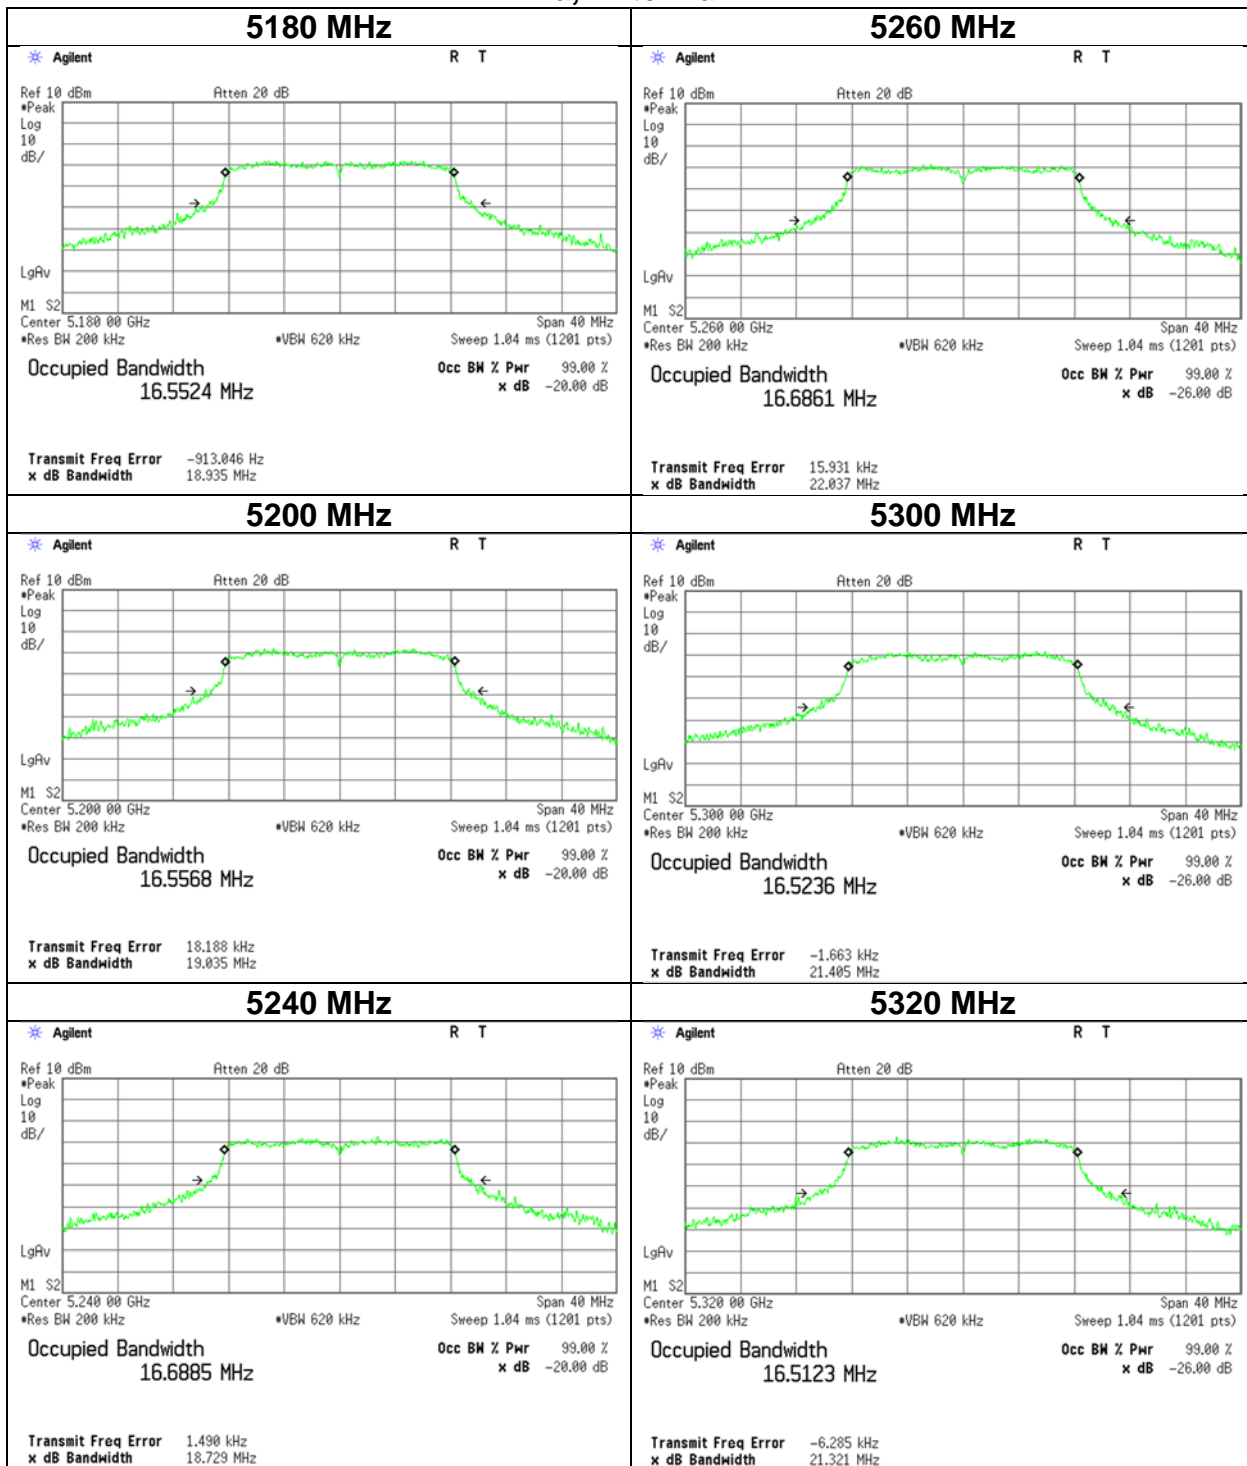 5180 MHz
Agilent R T
Ref 10 dBm Atten 20 dB
*Peak
Log
10
dB/
LgAv
M1 S2
Center 5.180 00 GHz Span 40 MHz
*Res BW 200 kHz *VBW 620 kHz Sweep 1.04 ms (1201 pts)
Occupied Bandwidth Occ BW % Pwr 99.00 %
16.5524 MHz x dB -20.00 dB
Transmit Freq Error -913.046 Hz
x dB Bandwidth 18.935 MHz
5260 MHz
Agilent R T
Ref 10 dBm Atten 20 dB
*Peak
Log
10
dB/
LgAv
M1 S2
Center 5.260 00 GHz Span 40 MHz
*Res BW 200 kHz *VBW 620 kHz Sweep 1.04 ms (1201 pts)
Occupied Bandwidth Occ BW % Pwr 99.00 %
16.6861 MHz x dB -26.00 dB
Transmit Freq Error 15.931 kHz
x dB Bandwidth 22.037 MHz
5200 MHz
Agilent R T
Ref 10 dBm Atten 20 dB
*Peak
Log
10
dB/
LgAv
M1 S2
Center 5.200 00 GHz Span 40 MHz
*Res BW 200 kHz *VBW 620 kHz Sweep 1.04 ms (1201 pts)
Occupied Bandwidth Occ BW % Pwr 99.00 %
16.5568 MHz x dB -20.00 dB
Transmit Freq Error 18.188 kHz
x dB Bandwidth 19.035 MHz
5300 MHz
Agilent R T
Ref 10 dBm Atten 20 dB
*Peak
Log
10
dB/
LgAv
M1 S2
Center 5.300 00 GHz Span 40 MHz
*Res BW 200 kHz *VBW 620 kHz Sweep 1.04 ms (1201 pts)
Occupied Bandwidth Occ BW % Pwr 99.00 %
16.5236 MHz x dB -26.00 dB
Transmit Freq Error -1.663 kHz
x dB Bandwidth 21.405 MHz
5240 MHz
Agilent R T
Ref 10 dBm Atten 20 dB
*Peak
Log
10
dB/
LgAv
M1 S2
Center 5.240 00 GHz Span 40 MHz
*Res BW 200 kHz *VBW 620 kHz Sweep 1.04 ms (1201 pts)
Occupied Bandwidth Occ BW % Pwr 99.00 %
16.6885 MHz x dB -20.00 dB
Transmit Freq Error 1.490 kHz
x dB Bandwidth 18.729 MHz
5320 MHz
Agilent R T
Ref 10 dBm Atten 20 dB
*Peak
Log
10
dB/
LgAv
M1 S2
Center 5.320 00 GHz Span 40 MHz
*Res BW 200 kHz *VBW 620 kHz Sweep 1.04 ms (1201 pts)
Occupied Bandwidth Occ BW % Pwr 99.00 %
16.5123 MHz x dB -26.00 dB
Transmit Freq Error -6.285 kHz
x dB Bandwidth 21.321 MHz